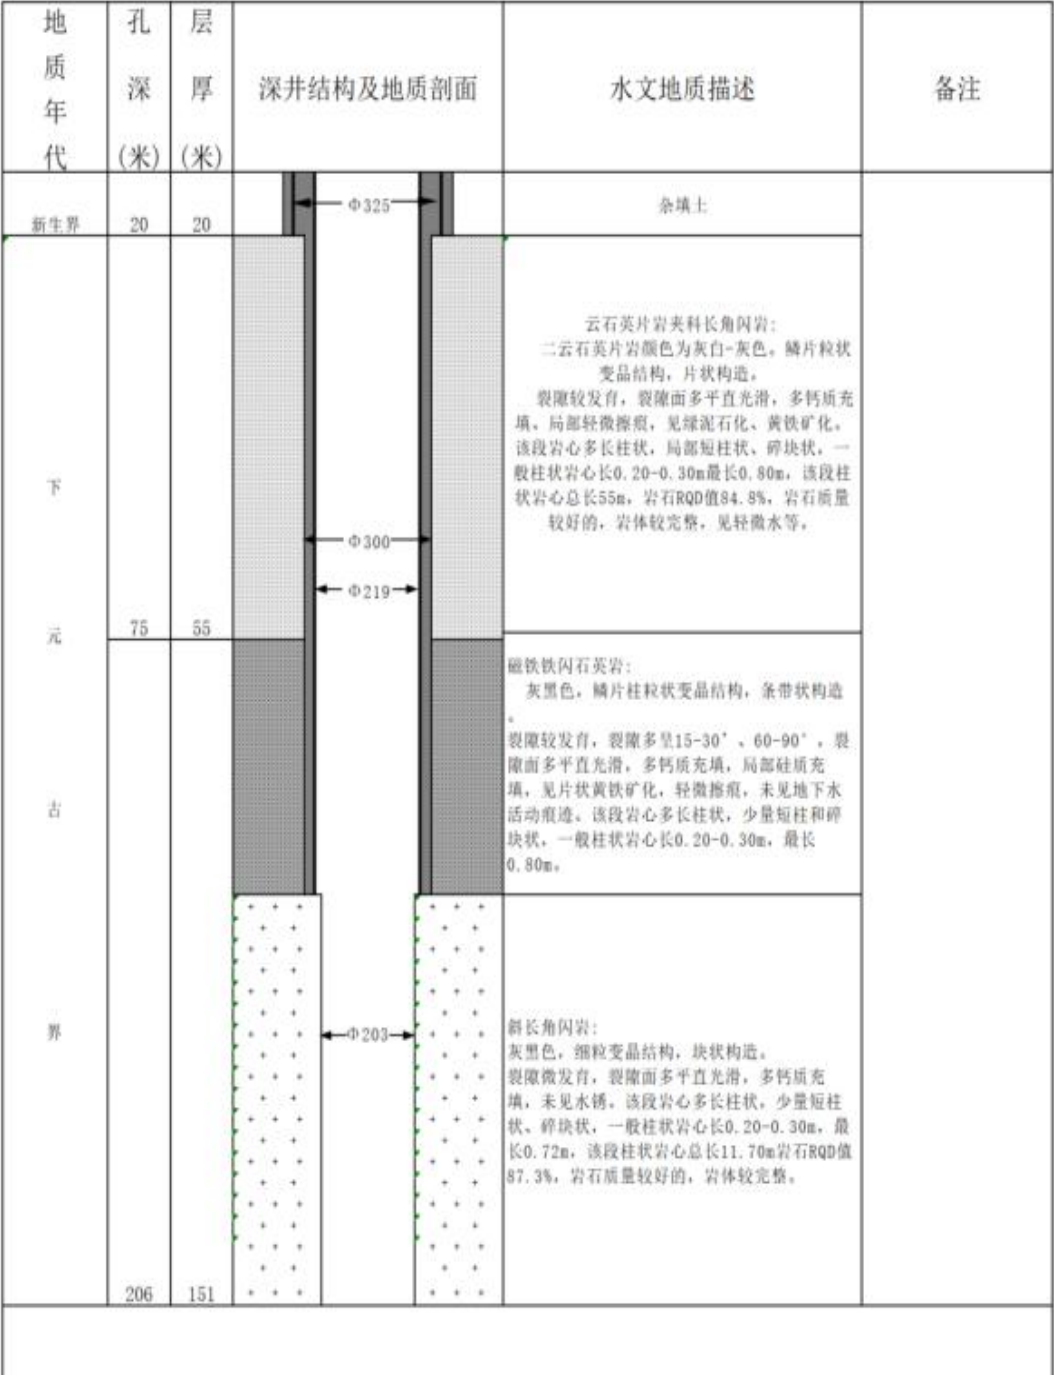 地质年代
孔深(米)
层厚(米)
深井结构及地质剖面
水文地质描述
备注
新生界
20
20
Φ325
杂填土
下元古界
云石英片岩夹科长角闪岩:
二云石英片岩颜色为灰白-灰色。鳞片粒状
变晶结构，片状构造。
裂隙较发育，裂隙面多平直光滑，多钙质充
填、局部轻微擦痕，见绿泥石化、黄铁矿化。
该段岩心多长柱状，局部短柱状、碎块状，一
般柱状岩心长0.20-0.30m最长0.80m，该段柱
状岩心总长55m，岩石RQD值84.8%，岩石质量
较好的，岩体较完整，见轻微水等。
Φ300
Φ219
75
55
磁铁铁闪石英岩:
灰黑色，鳞片柱粒状变晶结构，条带状构造
。
裂隙较发育，裂隙多呈15-30°、60-90°，裂
隙面多平直光滑，多钙质充填，局部硅质充
填，见片状黄铁矿化，轻微擦痕，未见地下水
活动痕迹。该段岩心多长柱状，少量短柱和碎
块状，一般柱状岩心长0.20-0.30m，最长
0.80m。
Φ203
斜长角闪岩:
灰黑色，细粒变晶结构，块状构造。
裂隙微发育，裂隙面多平直光滑，多钙质充
填，未见水锈。该段岩心多长柱状，少量短柱
状、碎块状，一般柱状岩心长0.20-0.30m，最
长0.72m，该段柱状岩心总长11.70m岩石RQD值
87.3%，岩石质量较好的，岩体较完整。
206
151